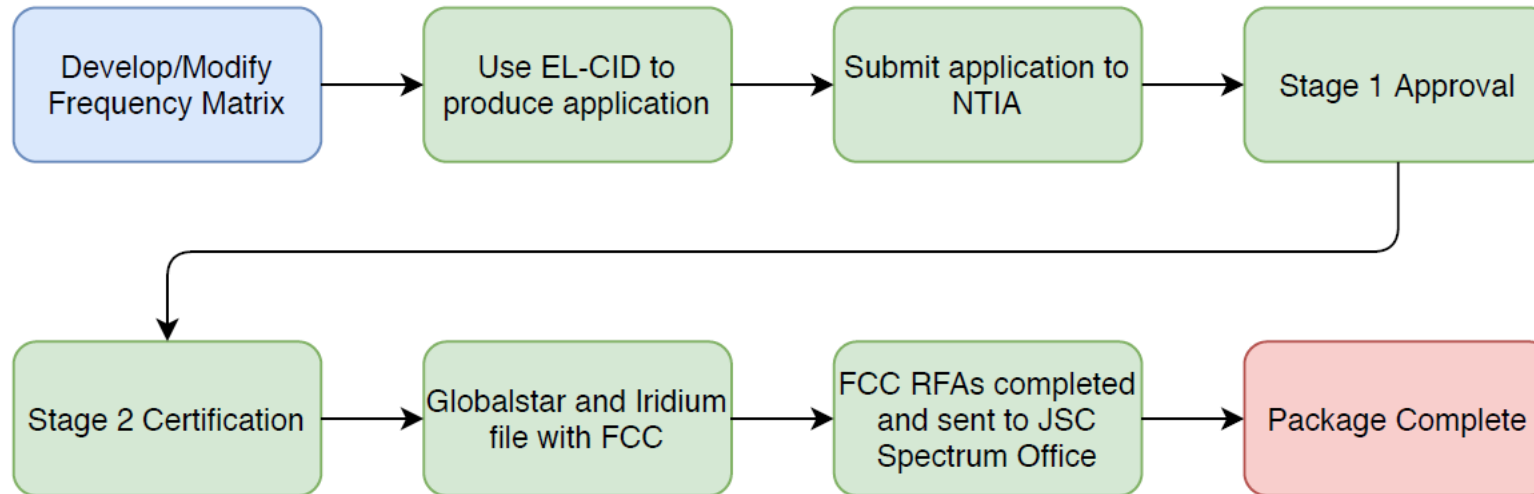 Develop/Modify
Frequency Matrix
Use EL-CID to
produce application
Submit application to
NTIA
Stage 1 Approval
Stage 2 Certification
Globalstar and Iridium
file with FCC
FCC RFAs completed
and sent to JSC
Spectrum Office
Package Complete